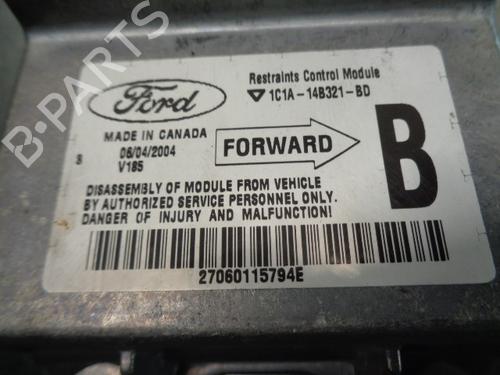 Ford
Restraints Control Module
1C1A-14B321-BD
MADE IN CANADA
06/04/2004
V185
FORWARD
B
DISASSEMBLY OF MODULE FROM VEHICLE
BY AUTHORIZED SERVICE PERSONNEL ONLY.
DANGER OF INJURY AND MALFUNCTION!
27060115794E
B-PARTS